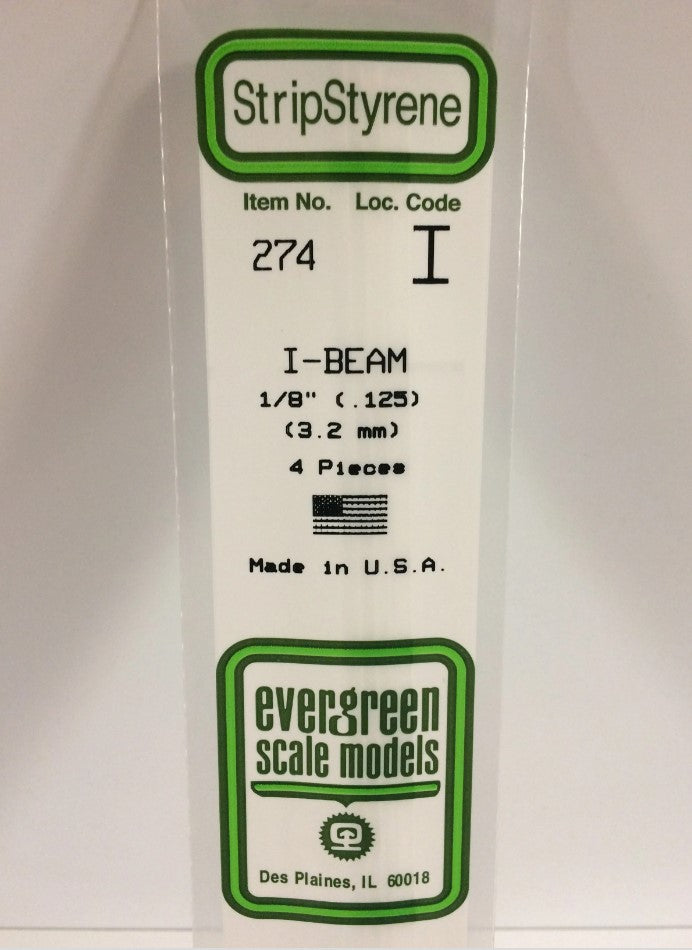 StripStyrene
Item No. Loc. Code
274 I
I-BEAM
1/8" (.125)
(3.2 mm)
4 Pieces
Made in U.S.A.
evergreen
scale models
Des Plaines, IL 60018